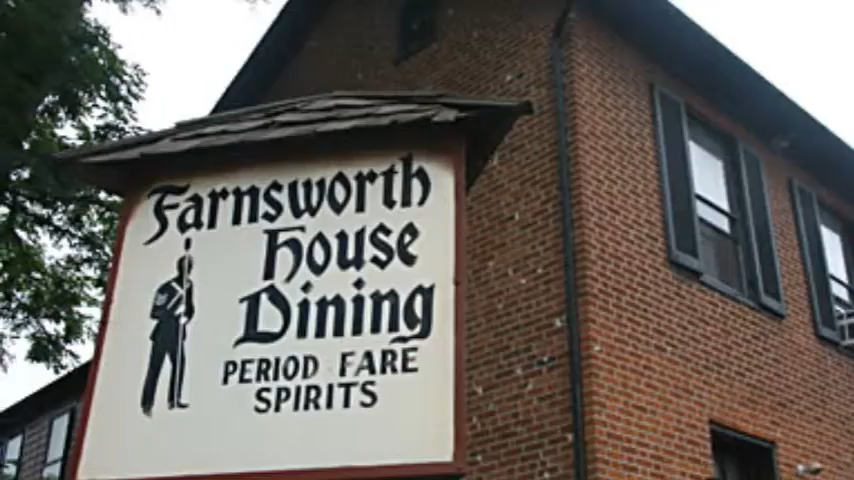 Farnsworth
House
Dining
PERIOD FARE
SPIRITS